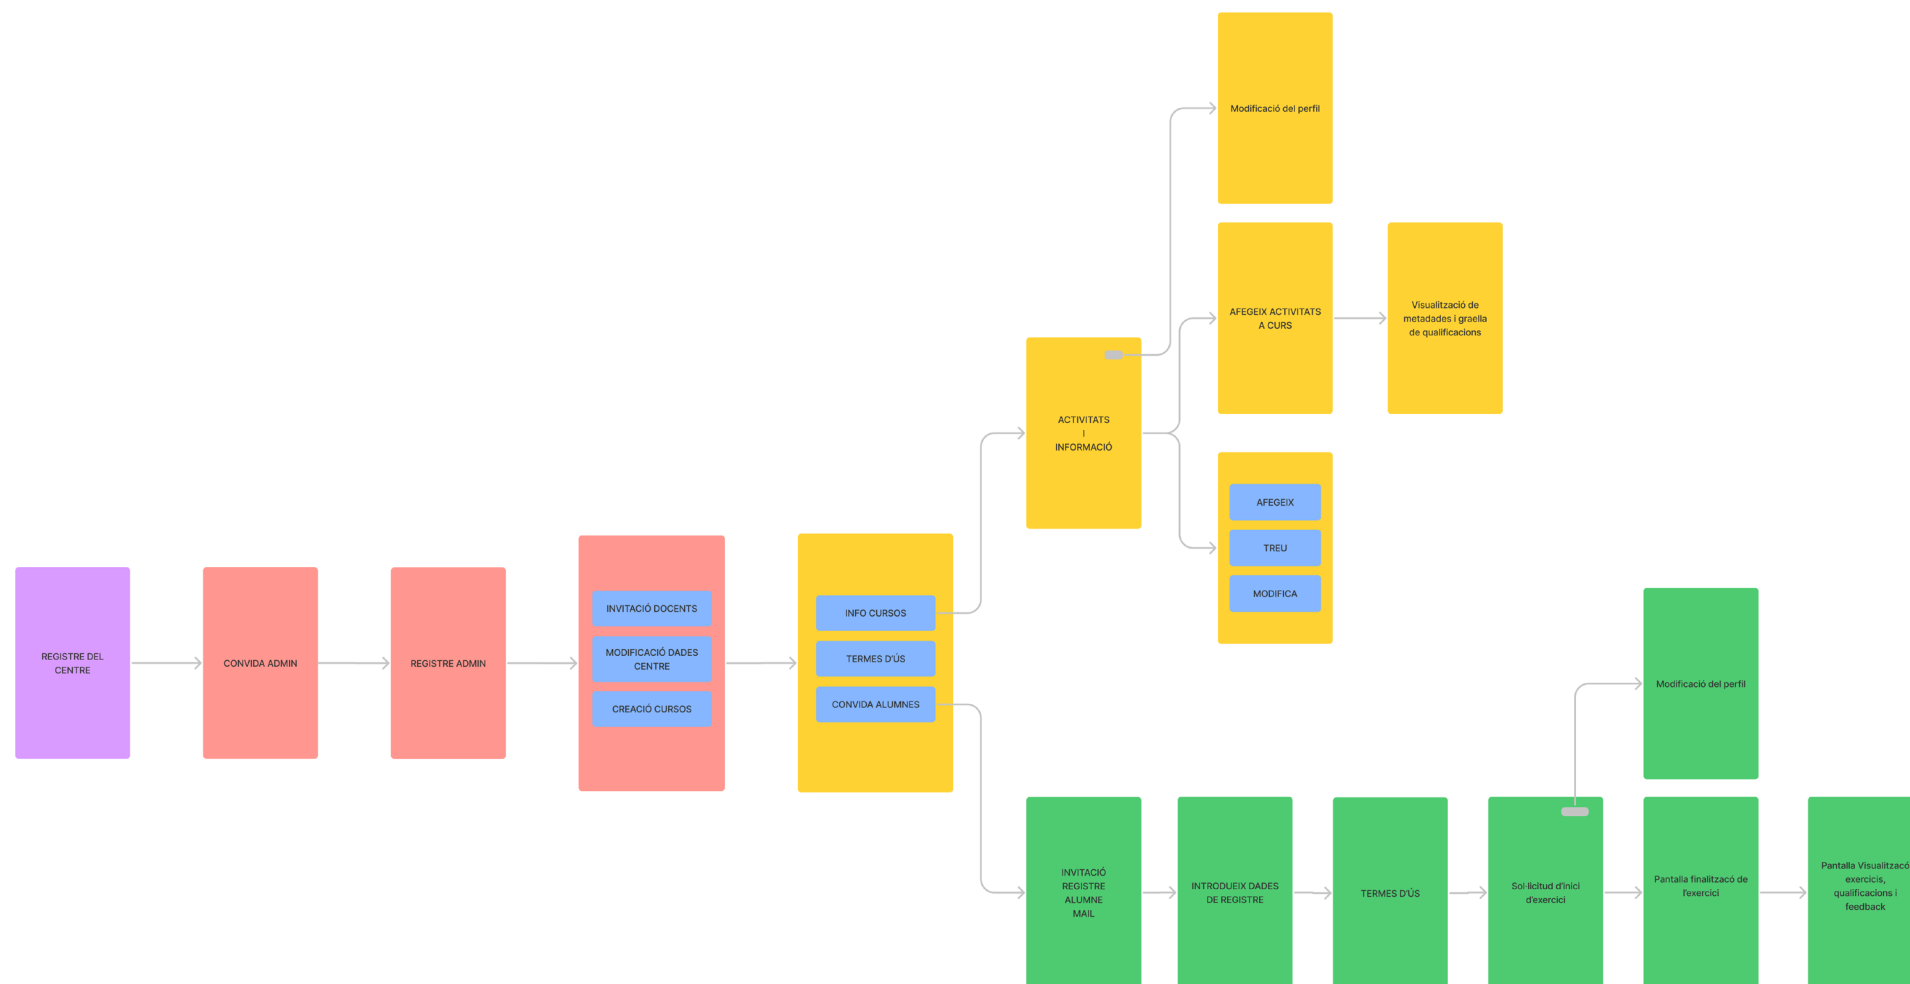 Modificació del perfil
AFEGEIX ACTIVITATS
A CURS
Visualització de
metadades i graella
de qualificacions
ACTIVITATS
I
INFORMACIÓ
AFEGEIX
TREU
MODIFICA
REGISTRE DEL
CENTRE
CONVIDA ADMIN
REGISTRE ADMIN
INVITACIÓ DOCENTS
MODIFICACIÓ DADES
CENTRE
CREACIÓ CURSOS
INFO CURSOS
TERMES D'ÚS
CONVIDA ALUMNES
Modificació del perfil
INVITACIÓ
REGISTRE
ALUMNE
MAIL
INTRODUEIX DADES
DE REGISTRE
TERMES D'ÚS
Sol·licitud d'inici
d'exercici
Pantalla finalitzacó de
l'exercici
Pantalla Visualitzacó
exercicis,
qualificacions i
feedback